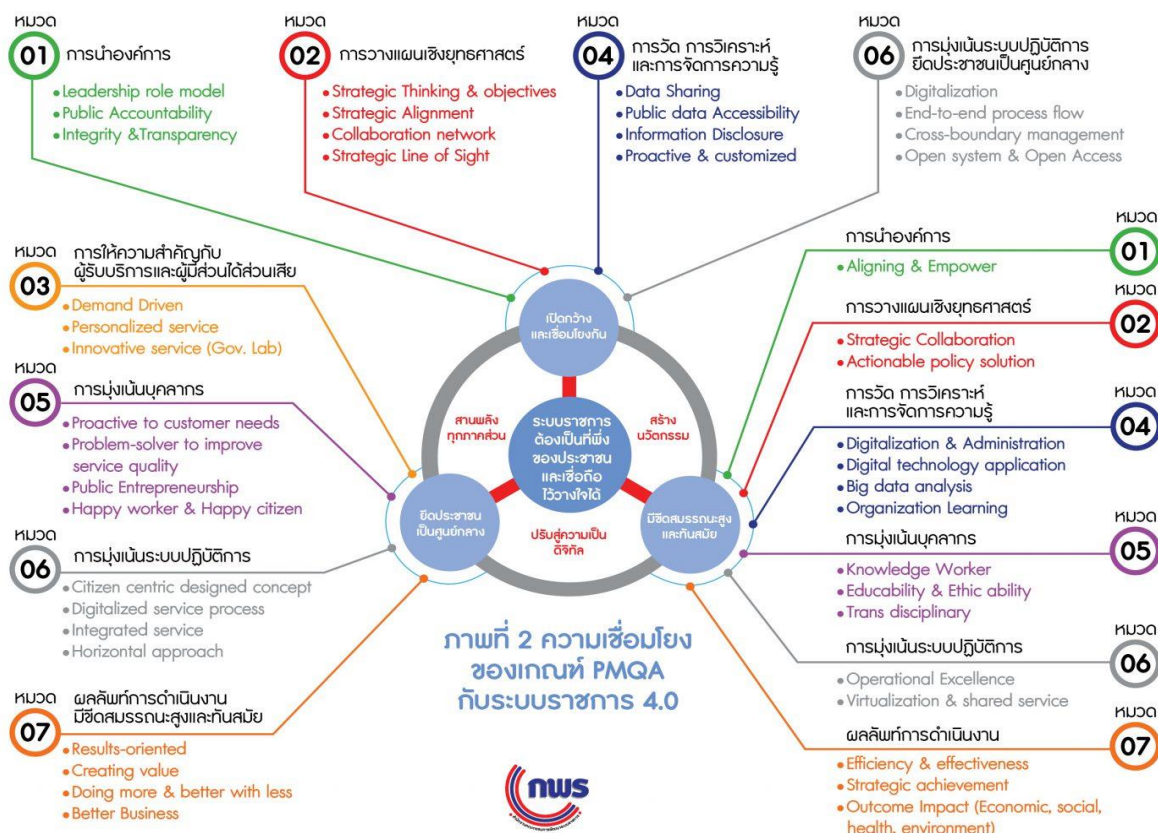 หมวด
01
การนำองค์การ
• Leadership role model
• Public Accountability
• Integrity &Transparency
หมวด
02
การวางแผนเชิงยุทธศาสตร์
• Strategic Thinking & objectives
• Strategic Alignment
• Collaboration network
• Strategic Line of Sight
หมวด
04
การวัด การวิเคราะห์
และการจัดการความรู้
• Data Sharing
• Public data Accessibility
• Information Disclosure
• Proactive & customized
หมวด
06
การมุ่งเน้นระบบปฏิบัติการ
ยึดประชาชนเป็นศูนย์กลาง
• Digitalization
• End-to-end process flow
• Cross-boundary management
• Open system & Open Access
หมวด
03
การให้ความสำคัญกับ
ผู้รับบริการและผู้มีส่วนได้ส่วนเสีย
• Demand Driven
• Personalized service
• Innovative service (Gov. Lab)
หมวด
05
การมุ่งเน้นบุคลากร
• Proactive to customer needs
• Problem-solver to improve
service quality
• Public Entrepreneurship
• Happy worker & Happy citizen
หมวด
06
การมุ่งเน้นระบบปฏิบัติการ
• Citizen centric designed concept
• Digitalized service process
• Integrated service
• Horizontal approach
หมวด
07
ผลลัพท์การดำเนินงาน
มีขีดสมรรถนะสูงและทันสมัย
• Results-oriented
• Creating value
• Doing more & better with less
• Better Business
เปิดกว้าง
และเชื่อมโยงกัน
สานพลัง
ทุกภาคส่วน
ระบบราชการ
ต้องเป็นที่พึ่ง
ของประชาชน
และเชื่อถือ
ไว้วางใจได้
สร้าง
นวัตกรรม
ยึดประชาชน
เป็นศูนย์กลาง
ปรับสู่ความเป็น
ดิจิทัล
มีขีดสมรรถนะสูง
และทันสมัย
ภาพที่ 2 ความเชื่อมโยง
ของเกณฑ์ PMQA
กับระบบราชการ 4.0
กพร
หมวด
01
การนำองค์การ
• Aligning & Empower
หมวด
02
การวางแผนเชิงยุทธศาสตร์
• Strategic Collaboration
• Actionable policy solution
หมวด
04
การวัด การวิเคราะห์
และการจัดการความรู้
• Digitalization & Administration
• Digital technology application
• Big data analysis
• Organization Learning
หมวด
05
การมุ่งเน้นบุคลากร
• Knowledge Worker
• Educability & Ethic ability
• Trans disciplinary
หมวด
06
การมุ่งเน้นระบบปฏิบัติการ
• Operational Excellence
• Virtualization & shared service
หมวด
07
ผลลัพท์การดำเนินงาน
• Efficiency & effectiveness
• Strategic achievement
• Outcome Impact (Economic, social,
health, environment)